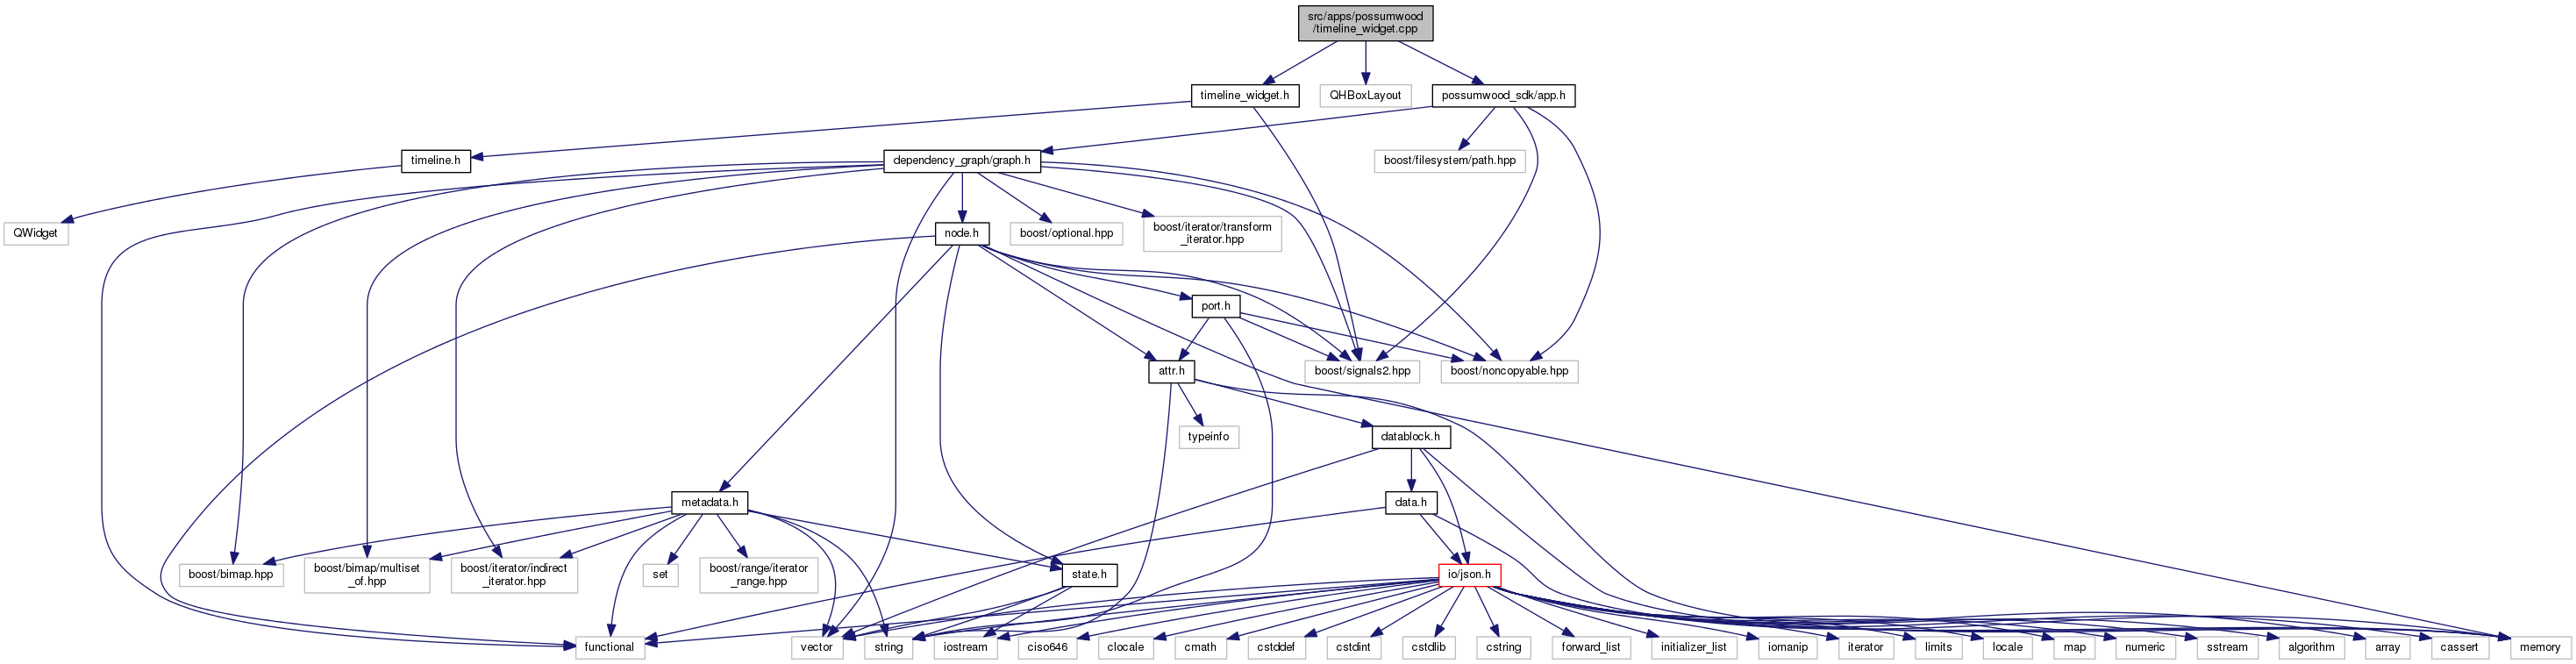 src/apps/possumwood
/timeline_widget.cpp
timeline_widget.h
QHBoxLayout
possumwood_sdk/app.h
timeline.h
dependency_graph/graph.h
boost/filesystem/path.hpp
QWidget
node.h
boost/optional.hpp
boost/iterator/transform
_iterator.hpp
port.h
attr.h
boost/signals2.hpp
boost/noncopyable.hpp
typeinfo
datablock.h
metadata.h
data.h
boost/bimap.hpp
boost/bimap/multiset
_of.hpp
boost/iterator/indirect
_iterator.hpp
set
boost/range/iterator
_range.hpp
state.h
io/json.h
functional
vector
string
iostream
ciso646
clocale
cmath
cstddef
cstdint
cstdlib
cstring
forward_list
initializer_list
iomanip
iterator
limits
locale
map
numeric
sstream
algorithm
array
cassert
memory